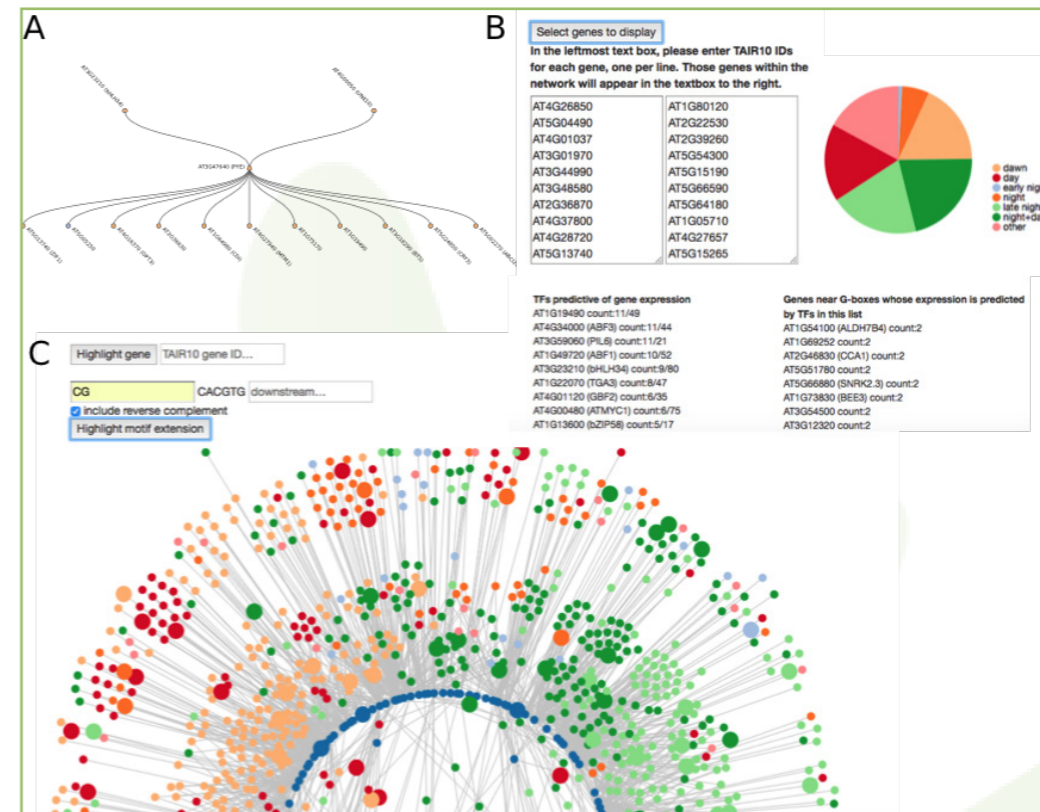 A
AT3G47640 (PYE)
B
Select genes to display
In the leftmost text box, please enter TAIR10 IDs
for each gene, one per line. Those genes within the
network will appear in the textbox to the right.
AT4G26850
AT5G04490
AT4G01037
AT3G01970
AT3G44990
AT3G48580
AT2G36870
AT4G37800
AT4G28720
AT5G13740
AT1G80120
AT2G22530
AT2G39260
AT5G54300
AT5G15190
AT5G66590
AT5G64180
AT1G05710
AT4G27657
AT5G15265
dawn
day
early nig
night
late nigh
night+da
other
TFs predictive of gene expression
AT1G19490 count:11/49
AT4G34000 (ABF3) count:11/44
AT3G59060 (PIL6) count:11/21
AT1G49720 (ABF1) count:10/52
AT3G23210 (bHLH34) count:9/80
AT1G22070 (TGA3) count:8/47
AT4G01120 (GBF2) count:6/35
AT4G00480 (ATMYC1) count:6/75
AT1G13600 (bZIP58) count:5/17
Genes near G-boxes whose expression is predicted
by TFs in this list
AT1G54100 (ALDH7B4) count:2
AT1G69252 count:2
AT2G46830 (CCA1) count:2
AT5G51780 count:2
AT5G66880 (SNRK2.3) count:2
AT1G73830 (BEE3) count:2
AT3G54500 count:2
AT3G12320 count:2
C
Highlight gene TAIR10 gene ID...
CG CACGTG downstream...
include reverse complement
Highlight motif extension